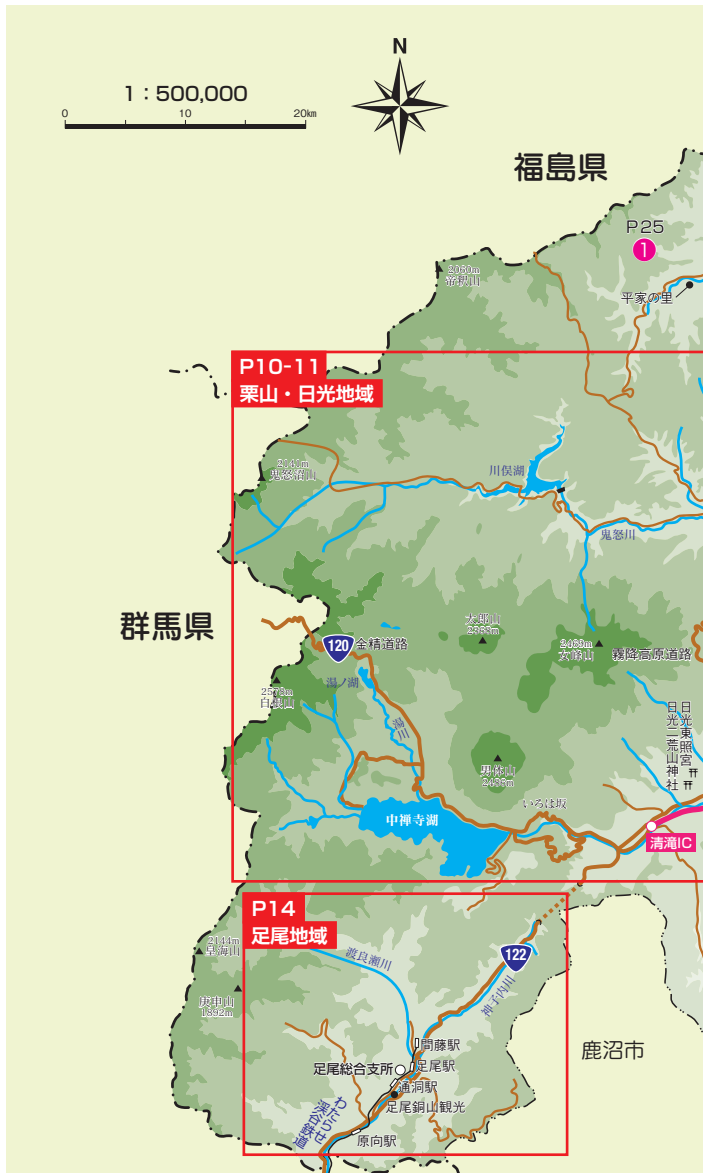 N
1：500,000
0 10 20km
福島県
P25
1
2060m
帝釈山
平家の里
P10-11
栗山・日光地域
2141m
鬼怒沼山
川俣湖
鬼怒川
群馬県
120
金精道路
太郎山
2368m
2463m
女峰山
霧降高原道路
湯ノ湖
2578m
白根山
湯川
日光東照宮
日光二荒山神社
男体山
2486m
いろは坂
中禅寺湖
清滝IC
P14
足尾地域
2144m
皇海山
渡良瀬川
122
神子内川
庚申山
1892m
間藤駅
足尾総合支所
足尾駅
通洞駅
足尾銅山観光
鹿沼市
わたらせ
渓谷鉄道
原向駅